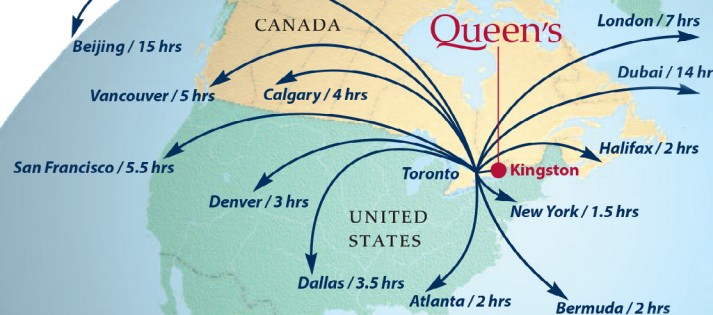 CANADA
Queen's
London / 7 hrs
Beijing / 15 hrs
Dubai / 14 hr
Vancouver / 5 hrs
Calgary / 4 hrs
Halifax / 2 hrs
San Francisco / 5.5 hrs
Toronto
Kingston
Denver / 3 hrs
New York / 1.5 hrs
UNITED
STATES
Dallas / 3.5 hrs
Atlanta / 2 hrs
Bermuda / 2 hrs